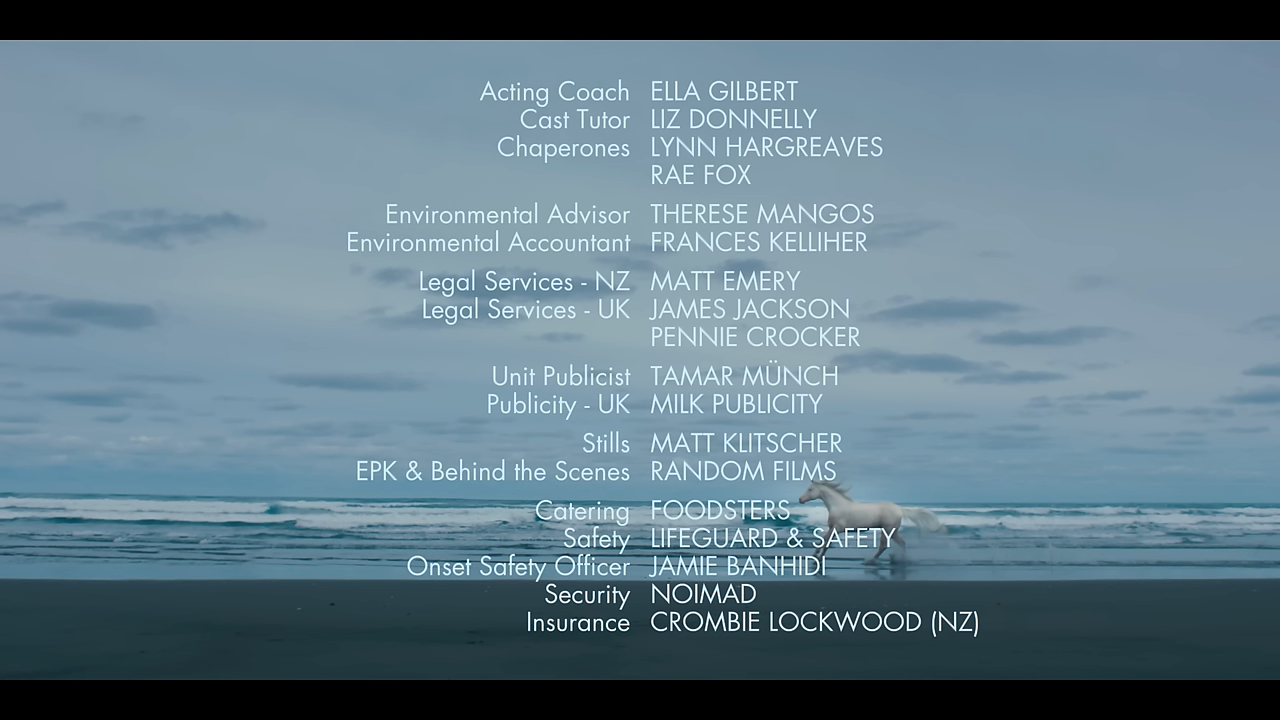 Acting Coach ELLA GILBERT
Cast Tutor LIZ DONNELLY
Chaperones LYNN HARGREAVES
RAE FOX
Environmental Advisor THERESE MANGOS
Environmental Accountant FRANCES KELLIHER
Legal Services - NZ MATT EMERY
Legal Services - UK JAMES JACKSON
PENNIE CROCKER
Unit Publicist TAMAR MÜNCH
Publicity - UK MILK PUBLICITY
Stills MATT KLITSCHER
EPK & Behind the Scenes RANDOM FILMS
Catering FOODSTERS
Safety LIFEGUARD & SAFETY
Onset Safety Officer JAMIE BANHIDI
Security NOIMAD
Insurance CROMBIE LOCKWOOD (NZ)